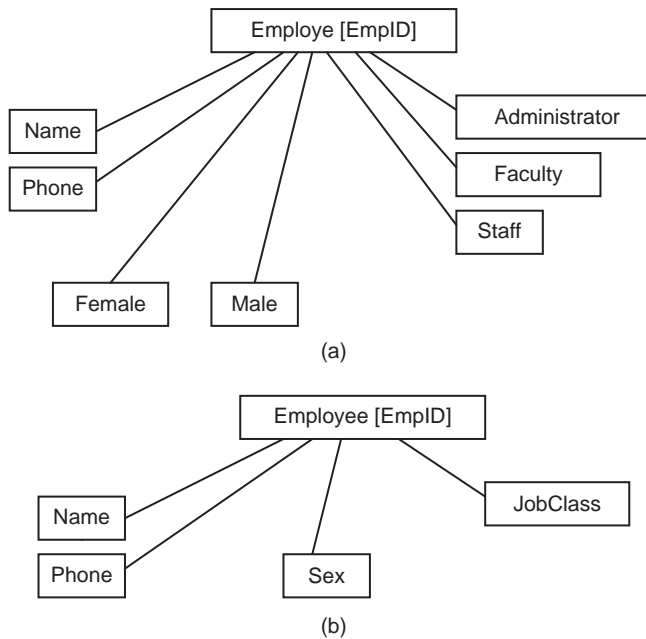 Employe [EmpID]
Name
Phone
Administrator
Faculty
Staff
Female
Male
(a)
Employee [EmpID]
Name
Phone
JobClass
Sex
(b)